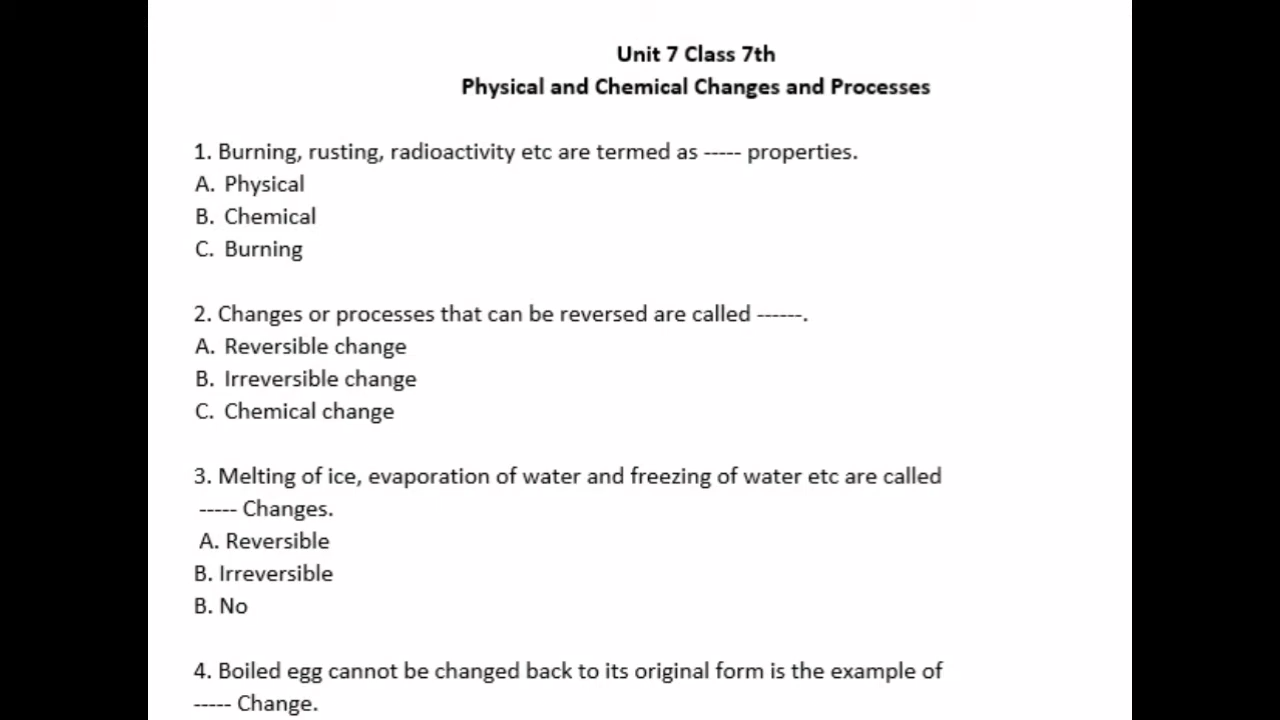 Unit 7 Class 7th
Physical and Chemical Changes and Processes
1. Burning, rusting, radioactivity etc are termed as ----- properties.
A. Physical
B. Chemical
C. Burning
2. Changes or processes that can be reversed are called ------.
A. Reversible change
B. Irreversible change
C. Chemical change
3. Melting of ice, evaporation of water and freezing of water etc are called
----- Changes.
A. Reversible
B. Irreversible
B. No
4. Boiled egg cannot be changed back to its original form is the example of
----- Change.